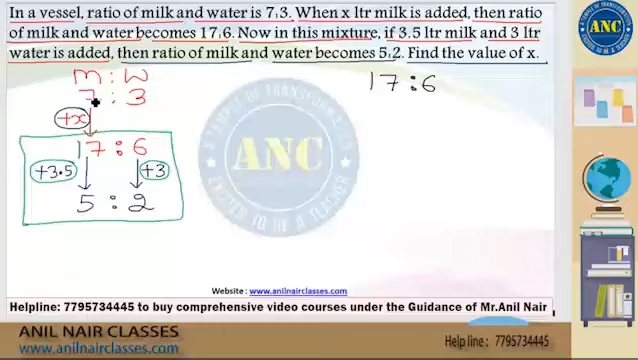 In a vessel, ratio of milk and water is 7:3. When x ltr milk is added, then ratio
of milk and water becomes 17:6. Now in this mixture, if 3.5 ltr milk and 3 ltr
water is added, then ratio of milk and water becomes 5:2. Find the value of x.
M : W
7 : 3
17 : 6
+x
17 : 6
+3.5
+3
5 : 2
ANC
EXCITED TO BE A TRANSFORMER
Website : www.anilnairclasses.com
Helpline: 7795734445 to buy comprehensive video courses under the Guidance of Mr.Anil Nair
ANIL NAIR CLASSES
www.anilnairclasses.com
Help line : 7795734445